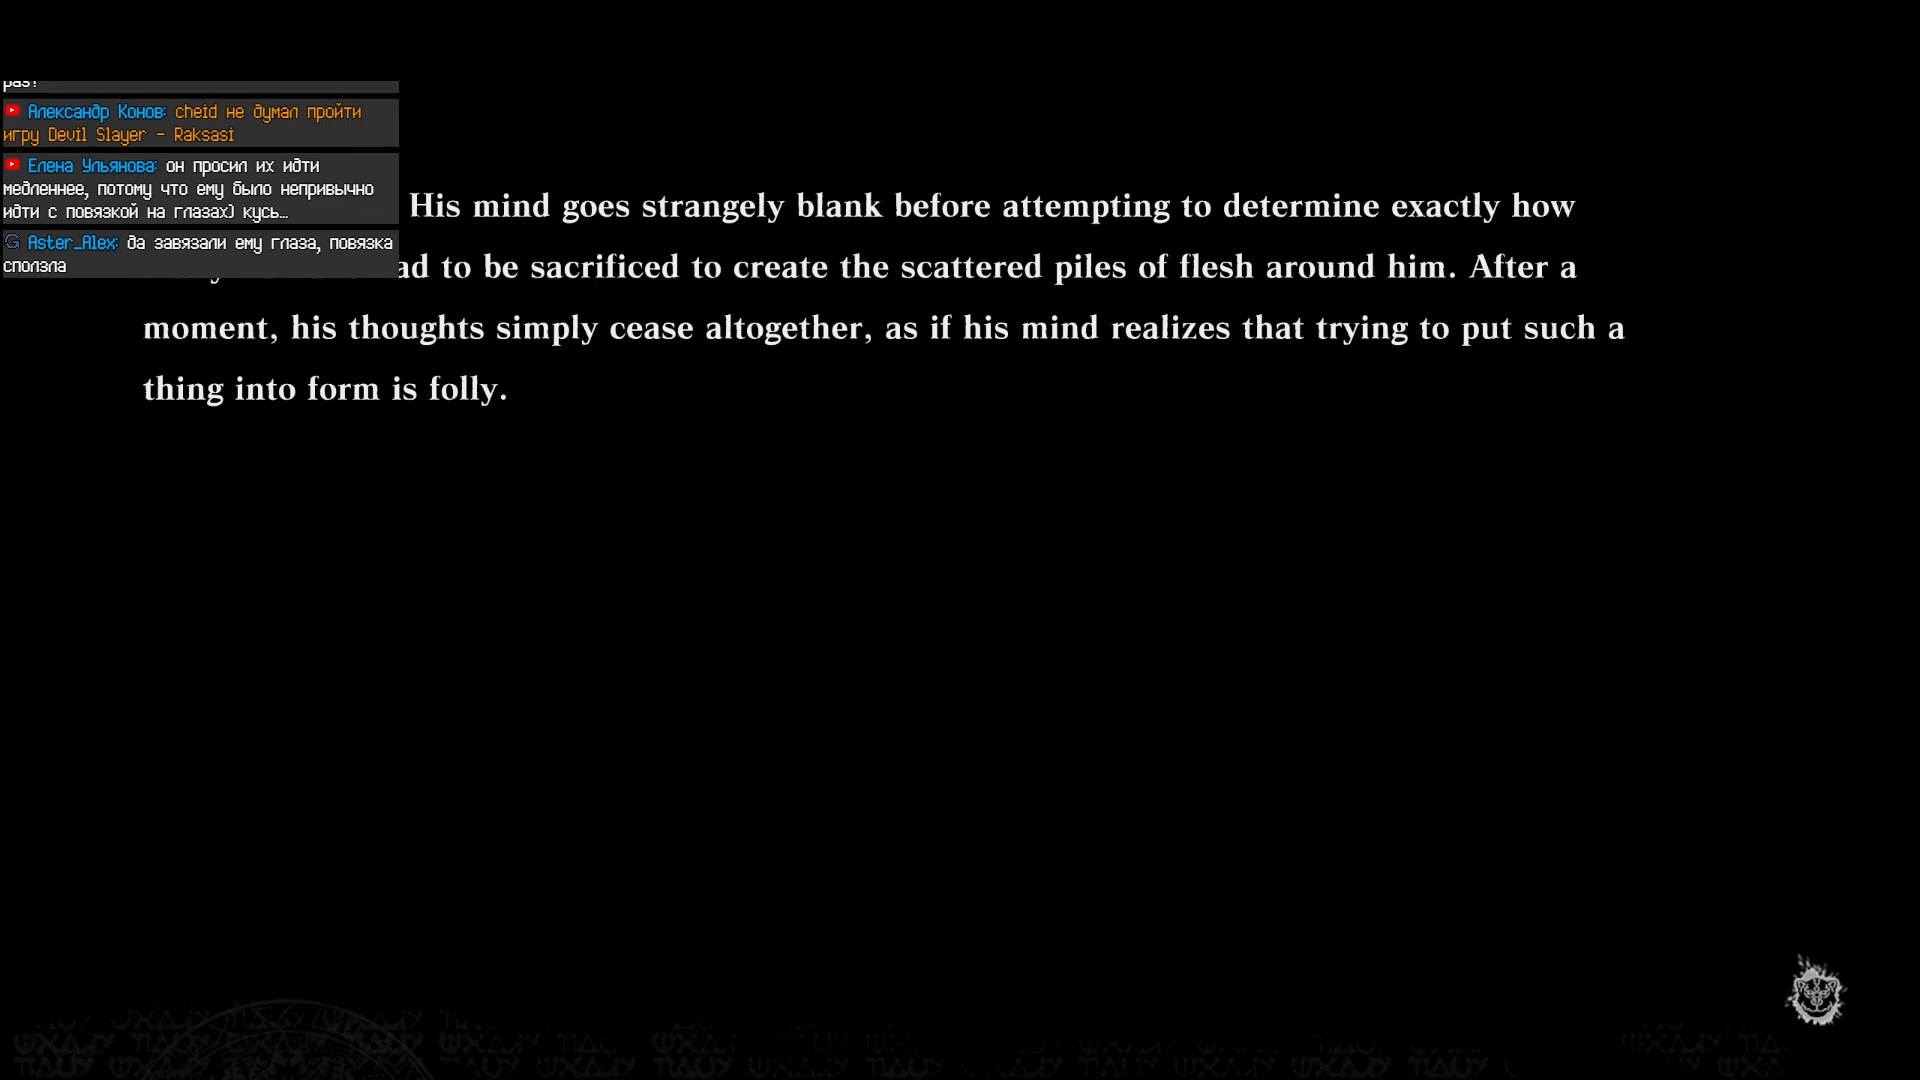 раз?
Александр Конов: cheid не думал пройти
игру Devil Slayer - Raksasi
Елена Ульянова: он просил их идти
медленнее, потому что ему было непривычно
идти с повязкой на глазах) кусь...
Aster_Alex: да завязали ему глаза, повязка
сползла
His mind goes strangely blank before attempting to determine exactly how
ad to be sacrificed to create the scattered piles of flesh around him. After a
moment, his thoughts simply cease altogether, as if his mind realizes that trying to put such a
thing into form is folly.